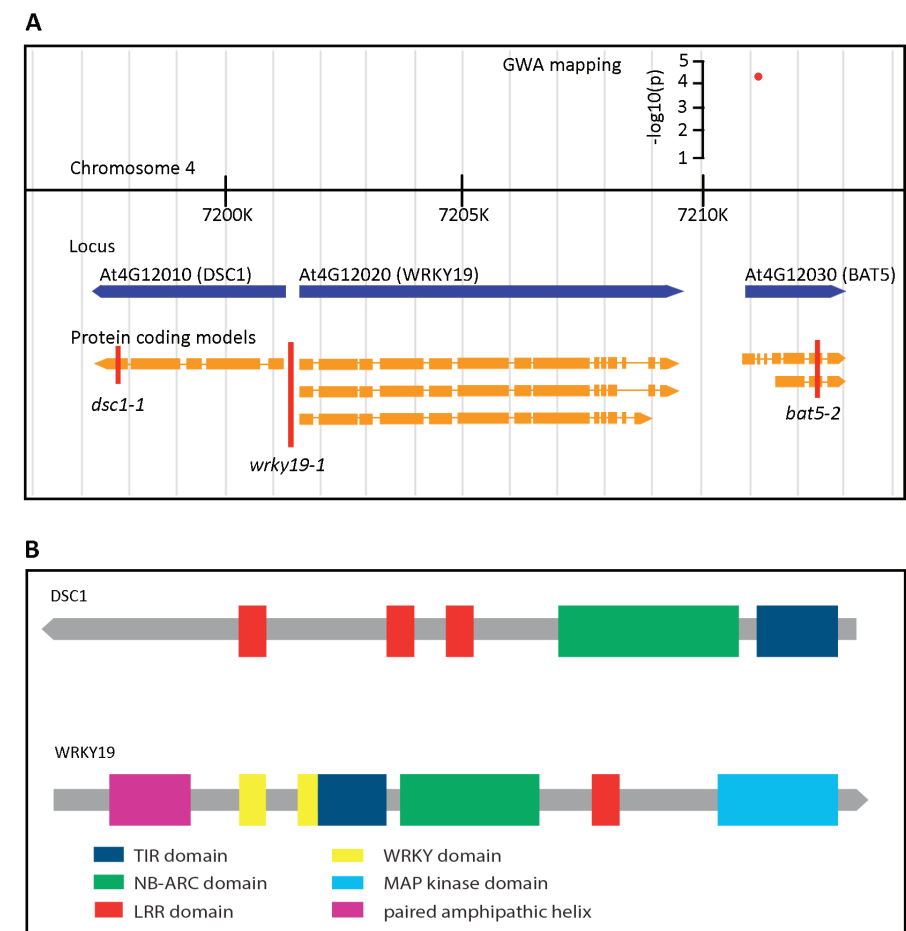 A
GWA mapping
-log10(p)
5
4
3
2
1
Chromosome 4
7200K 7205K 7210K
Locus
At4G12010 (DSC1) At4G12020 (WRKY19) At4G12030 (BAT5)
Protein coding models
dsc1-1
wrky19-1
bat5-2
B
DSC1
WRKY19
TIR domain
NB-ARC domain
LRR domain
WRKY domain
MAP kinase domain
paired amphipathic helix